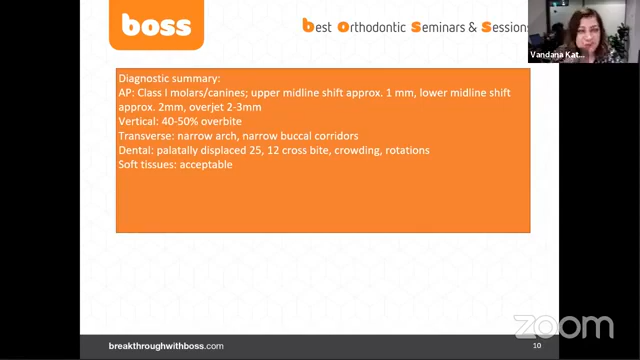 boss
Best Orthodontic Seminars & Sessions
Vandana Kat...
Diagnostic summary:
AP: Class I molars/canines; upper midline shift approx. 1 mm, lower midline shift
approx. 2mm, overjet 2-3mm
Vertical: 40-50% overbite
Transverse: narrow arch, narrow buccal corridors
Dental: palatally displaced 25, 12 cross bite, crowding, rotations
Soft tissues: acceptable
zoom
breakthroughwithboss.com
10